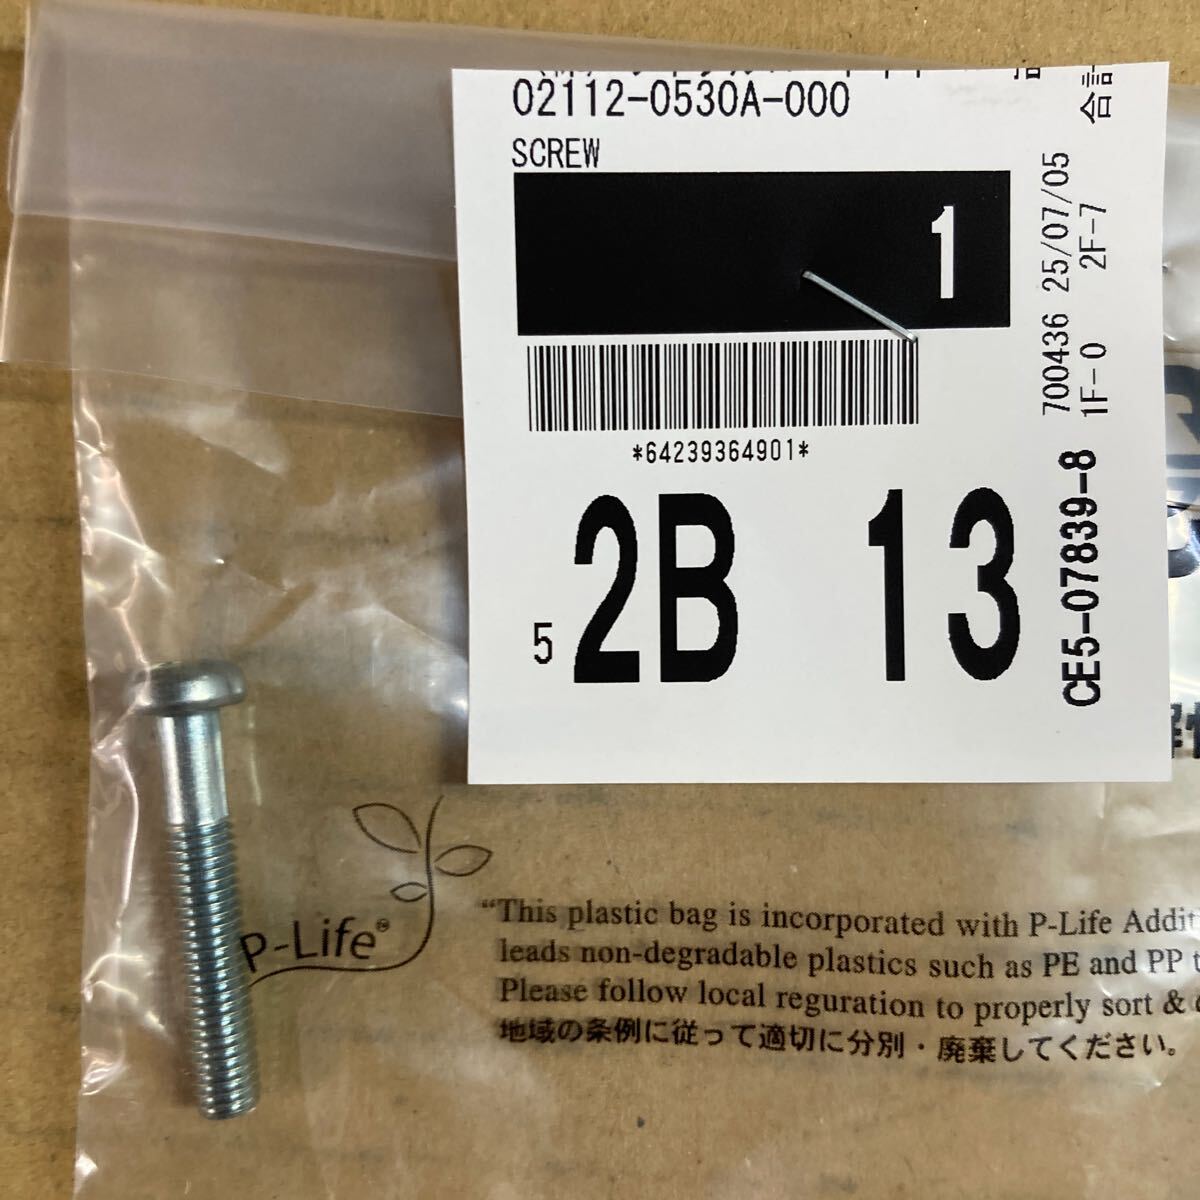 02112-0530A-000
SCREW
1
*64239364901*
5 2B 13
合計
700436 25/07/05
1F-0 2F-7
CE5-07839-8
P-Life®
"This plastic bag is incorporated with P-Life
leads non-degradable plastics such as PE and PP
Please follow local reguration to properly sort &
地域の条例に従って適切に分別・廃棄してください。